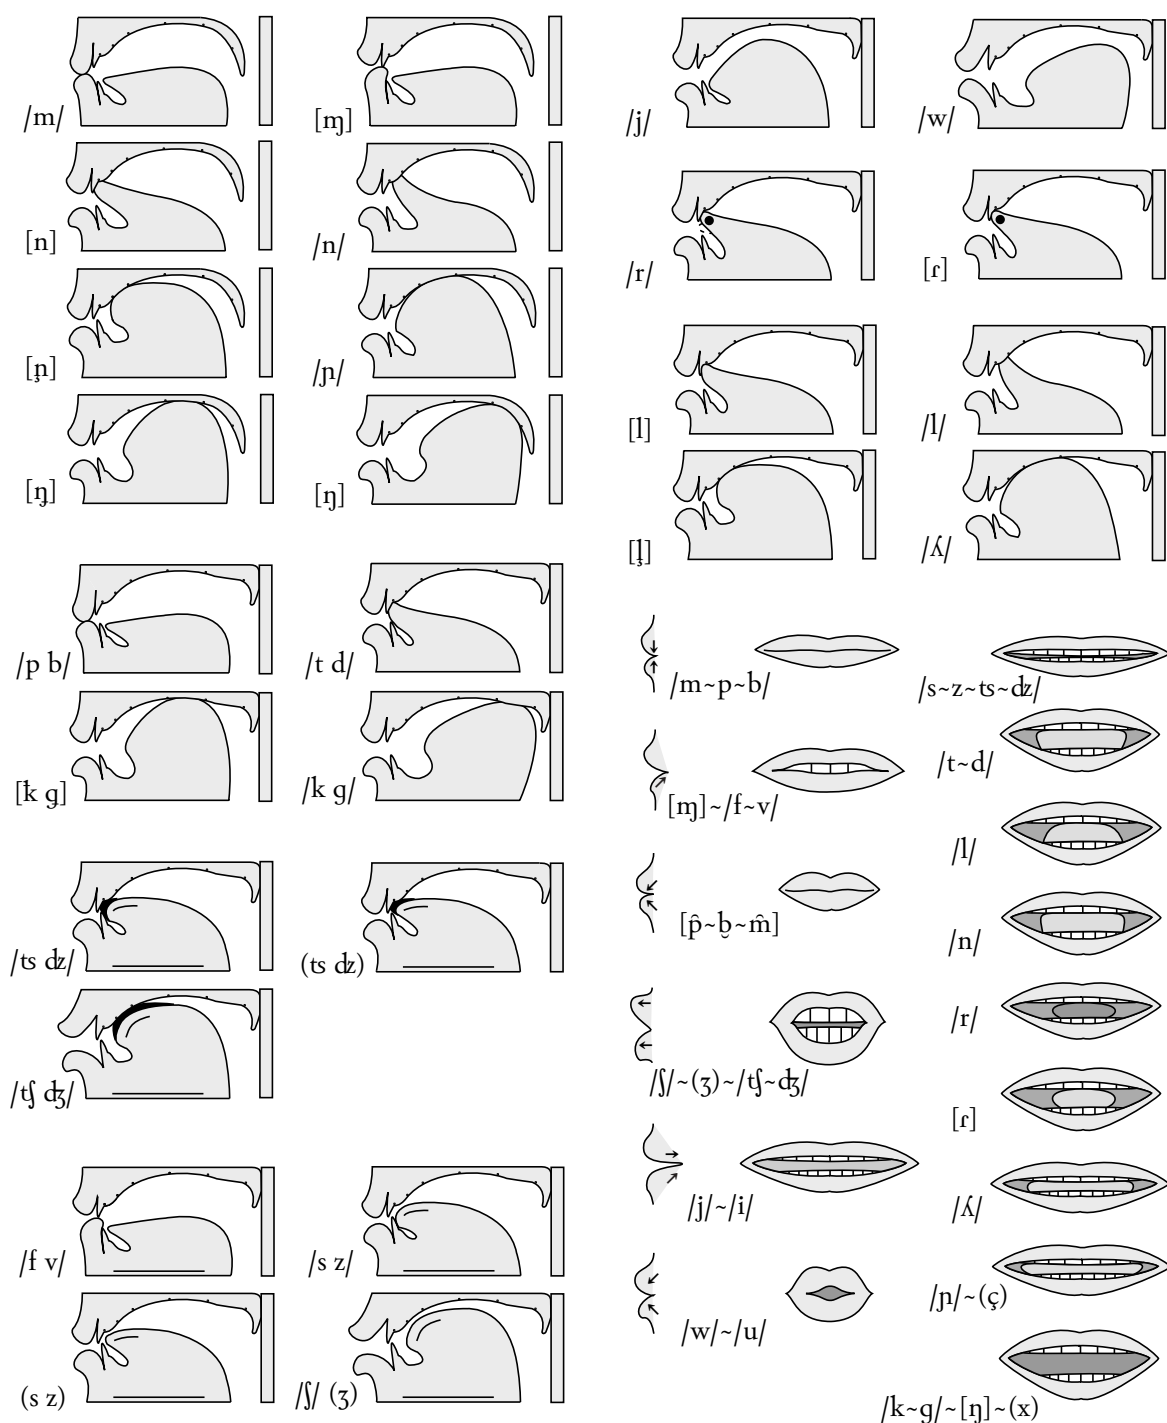 /m/
[ɱ]
[n̪]
/n/
[n̠]
/ɲ/
[ŋ̟]
[ŋ]
/p b/
/t d/
[k̟ ɡ̟]
/k ɡ/
/ts dz/
(ts dz)
/tʃ dʒ/
/f v/
/s z/
(s z)
/ʃ/ (ʒ)
/j/
/w/
/r/
[ɾ]
[l̪]
/l/
[l̠]
/ʎ/
/m~p~b/
[ɱ]~/f~v/
[p̑~b̮~m̑]
/ʃ/~(ʒ)~/tʃ~dʒ/
/j/~/i/
/w/~/u/
/s~z~ts~dz/
/t~d/
/l/
/n/
/r/
[ɾ]
/ʎ/
/ɲ/~(ç)
/k~ɡ/~[ŋ]~(x)